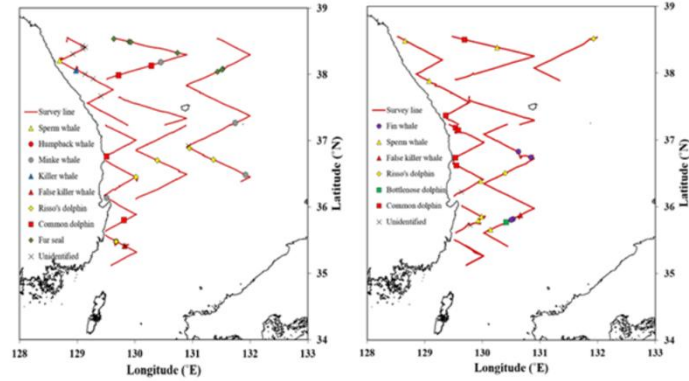 39
38
37
36
35
34
Latitude (°N)
Survey line
Sperm whale
Humpback whale
Minke whale
Killer whale
False killer whale
Risso's dolphin
Common dolphin
Fur seal
Unidentified
128 129 130 131 132 133
Longitude (°E)
39
38
37
36
35
34
Latitude (°N)
Survey line
Fin whale
Sperm whale
False killer whale
Risso's dolphin
Bottlenose dolphin
Common dolphin
Unidentified
128 129 130 131 132 133
Longitude (°E)